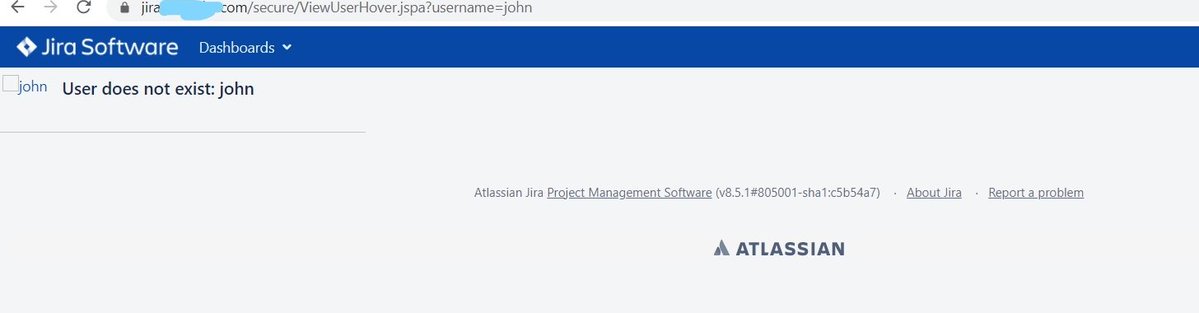 jira .com/secure/ViewUserHover.jspa?username=john
Jira Software Dashboards
john User does not exist: john
Atlassian Jira Project Management Software (v8.5.1#805001-sha1:c5b54a7) · About Jira · Report a problem
ATLASSIAN